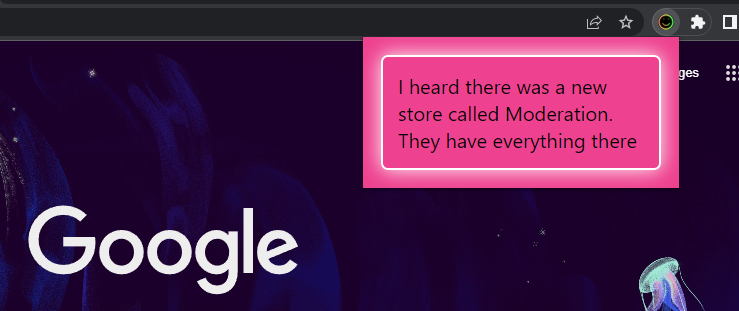 I heard there was a new
store called Moderation.
They have everything there
ges
Google